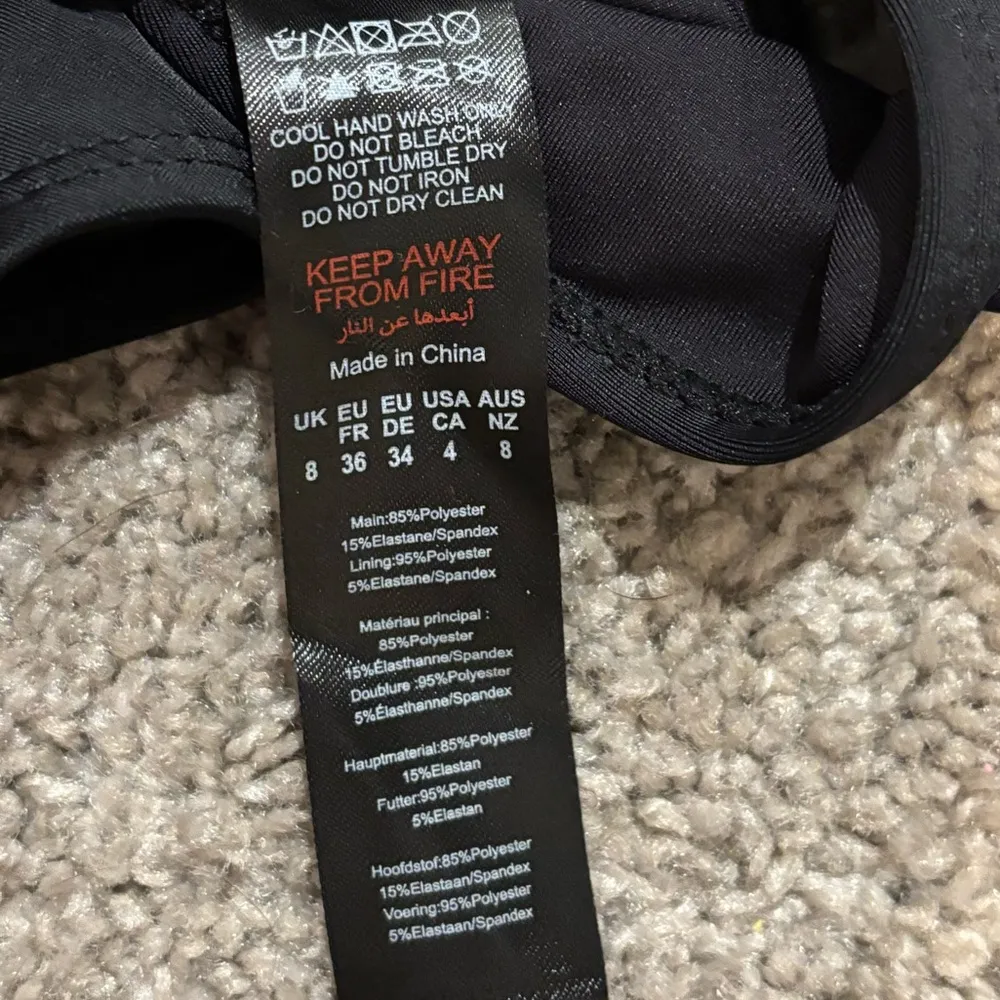 COOL HAND WASH ONLY
DO NOT BLEACH
DO NOT TUMBLE DRY
DO NOT IRON
DO NOT DRY CLEAN
KEEP AWAY
FROM FIRE
أبعدها عن النار
Made in China
UK EU EU USA AUS
FR DE CA NZ
8 36 34 4 8
Main:85%Polyester
15%Elastane/Spandex
Lining:95%Polyester
5%Elastane/Spandex
Matériau principal :
85%Polyester
15%Élasthanne/Spandex
Doublure :95%Polyester
5%Élasthanne/Spandex
Hauptmaterial:85%Polyester
15%Elastan
Futter:95%Polyester
5%Elastan
Hoofdstof:85%Polyester
15%Elastaan/Spandex
Voering:95%Polyester
5%Elastaan/Spandex